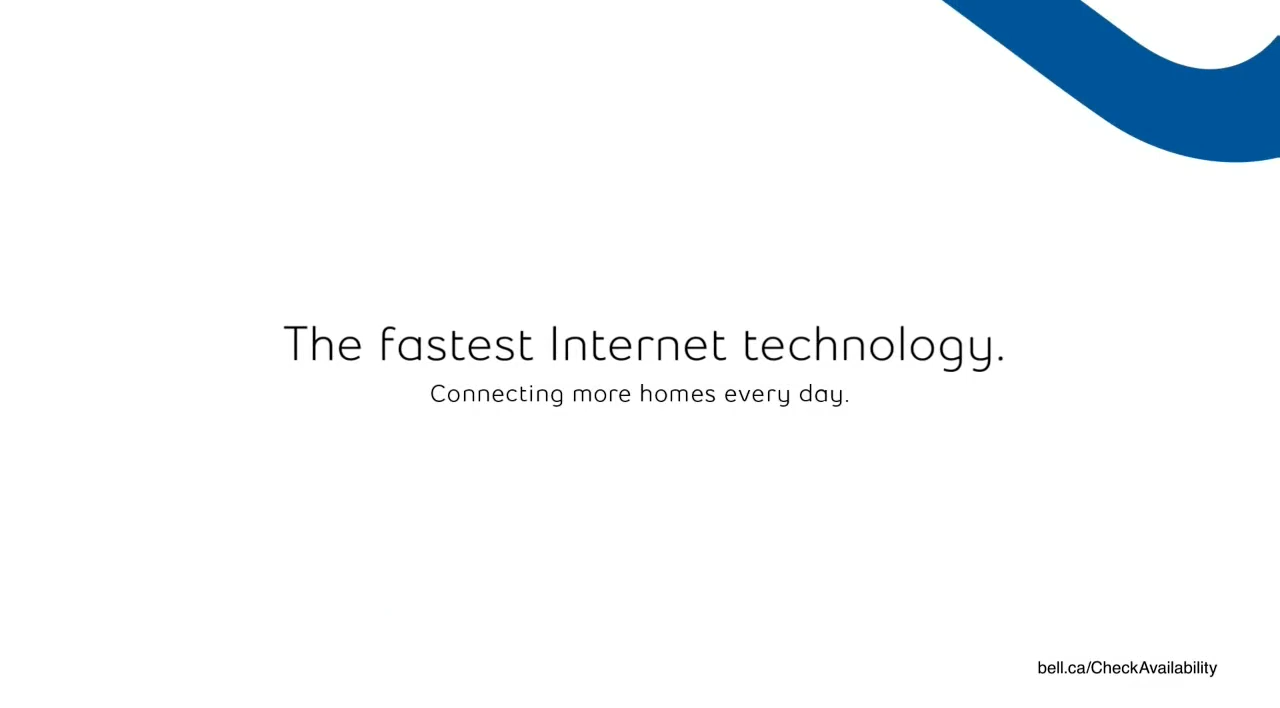 The fastest Internet technology.
Connecting more homes every day.
bell.ca/CheckAvailability